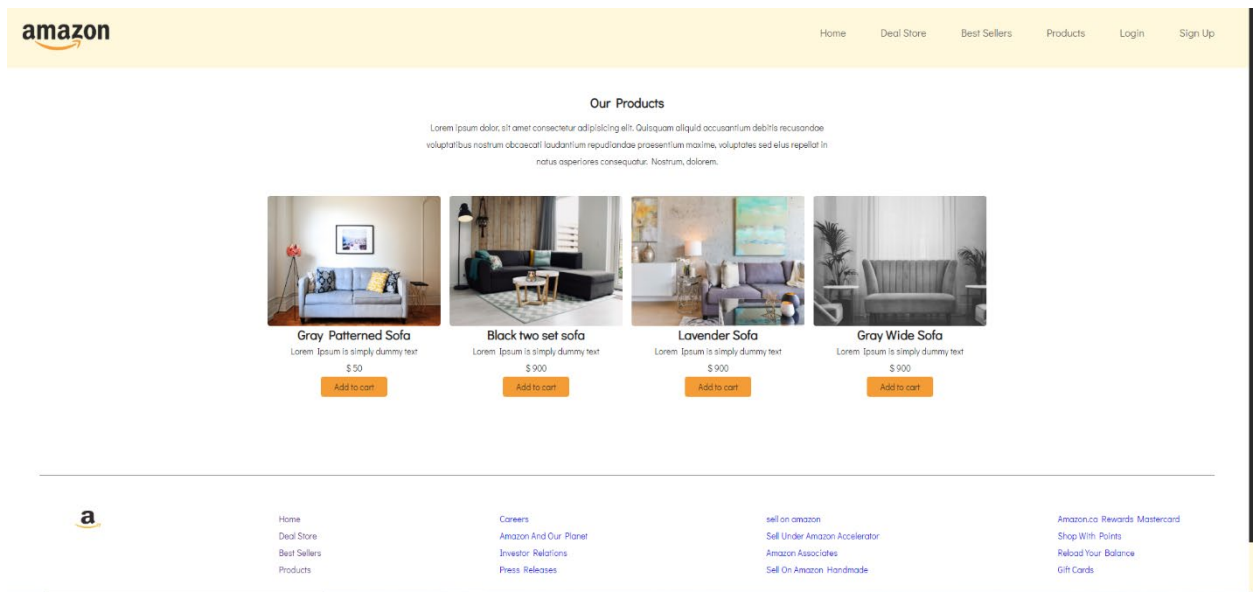 amazon
Home Deal Store Best Sellers Products Login Sign Up
Our Products
Lorem ipsum dolor, sit amet consectetur adipisicing elit. Quisquam aliquid accusantium debitis recusandae
voluptatibus nostrum obcaecati laudantium repudiandae praesentium maxime, voluptates sed eius repellat in
natus asperiores consequatur. Nostrum, dolorem.
Gray Patterned Sofa
Lorem Ipsum is simply dummy text
$ 50
Add to cart
Black two set sofa
Lorem Ipsum is simply dummy text
$ 900
Add to cart
Lavender Sofa
Lorem Ipsum is simply dummy text
$ 900
Add to cart
Gray Wide Sofa
Lorem Ipsum is simply dummy text
$ 900
Add to cart
a
Home
Deal Store
Best Sellers
Products
Careers
Amazon And Our Planet
Investor Relations
Press Releases
sell on amazon
Sell Under Amazon Accelerator
Amazon Associates
Sell On Amazon Handmade
Amazon.ca Rewards Mastercard
Shop With Points
Reload Your Balance
Gift Cards